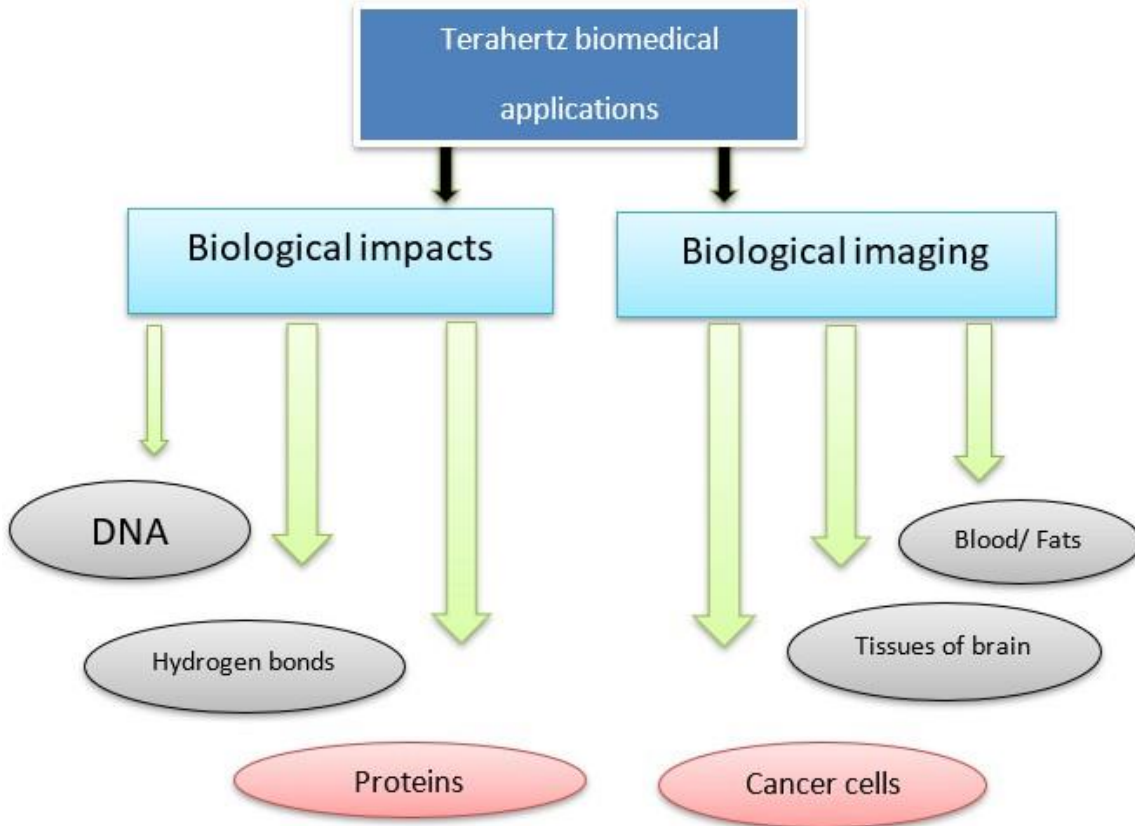 Terahertz biomedical
applications
Biological impacts
Biological imaging
DNA
Blood/ Fats
Hydrogen bonds
Tissues of brain
Proteins
Cancer cells